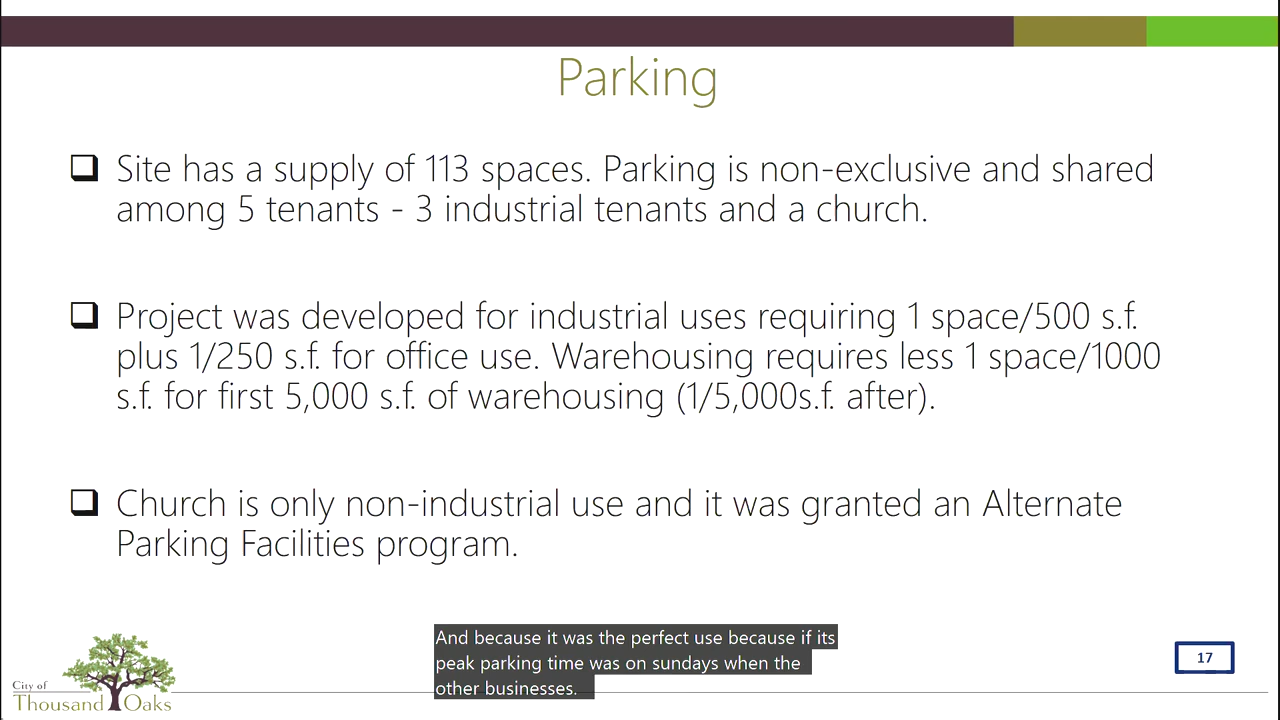 Parking
Site has a supply of 113 spaces. Parking is non-exclusive and shared
among 5 tenants - 3 industrial tenants and a church.
Project was developed for industrial uses requiring 1 space/500 s.f.
plus 1/250 s.f. for office use. Warehousing requires less 1 space/1000
s.f. for first 5,000 s.f. of warehousing (1/5,000s.f. after).
Church is only non-industrial use and it was granted an Alternate
Parking Facilities program.
And because it was the perfect use because if its
peak parking time was on sundays when the
other businesses.
17
City of
Thousand Oaks